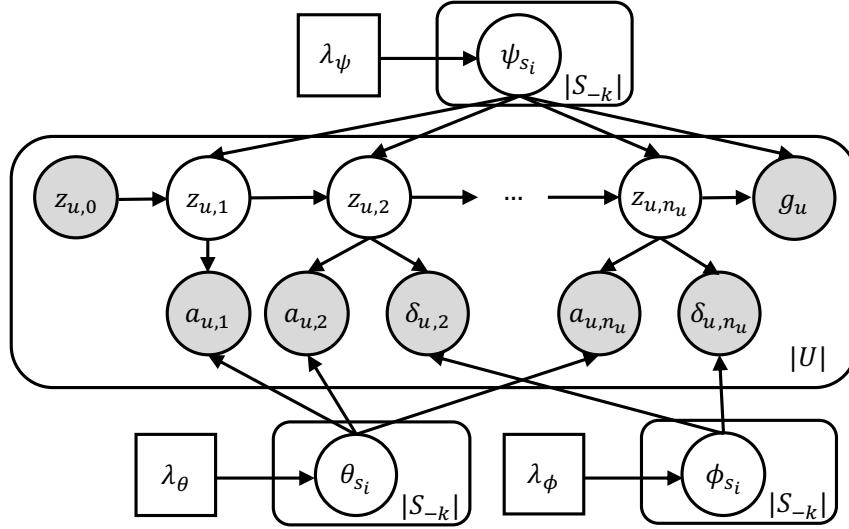 λ_ψ ψ_{s_i}
|S_{-k}|
z_{u,0} z_{u,1} z_{u,2} ... z_{u,n_u} g_u
a_{u,1} a_{u,2} δ_{u,2} a_{u,n_u} δ_{u,n_u}
|U|
λ_θ θ_{s_i} λ_ϕ ϕ_{s_i}
|S_{-k}| |S_{-k}|